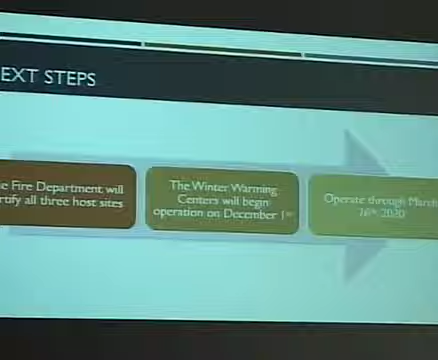 EXT STEPS
e Fire Department will
rtify all three host sites
The Winter Warming
Centers will begin
operation on December 1st
Operate through March
2020